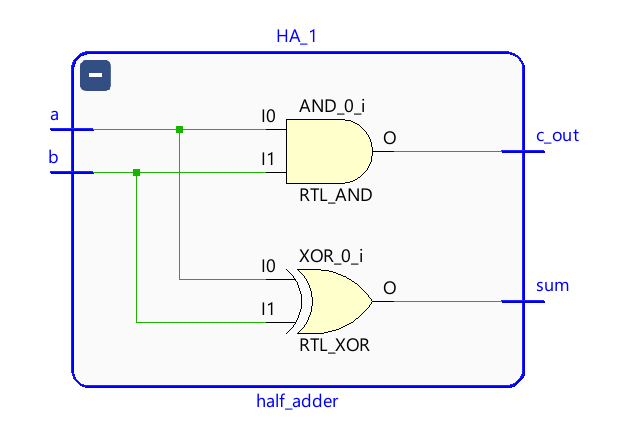 HA_1
a
b
I0
AND_0_i
I1
O
RTL_AND
c_out
I0
XOR_0_i
I1
O
RTL_XOR
sum
half_adder